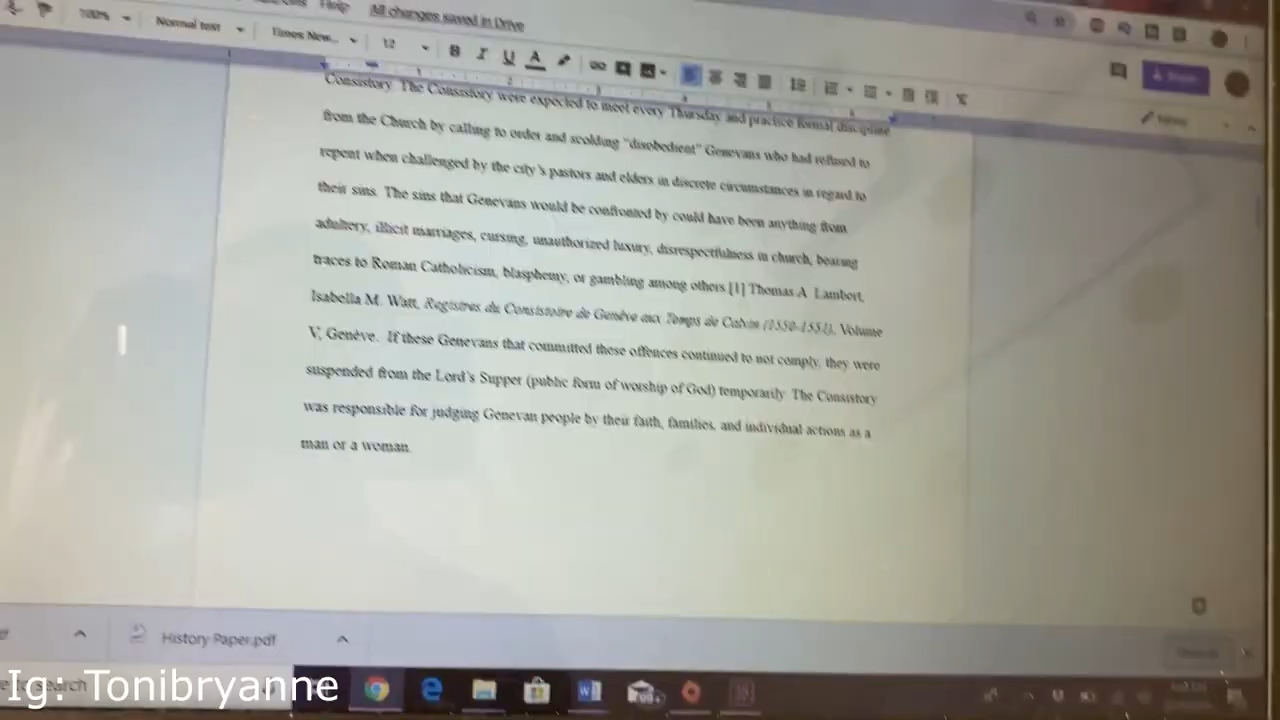 Help All changes saved in Drive
100% Normal text Times New... 12 B I U A
Share
Consistory. The Consistory were expected to meet every Thursday and practice formal discipline
from the Church by calling to order and scolding "disobedient" Genevans who had refused to
repent when challenged by the city's pastors and elders in discrete circumstances in regard to
their sins. The sins that Genevans would be confronted by could have been anything from
adultery, illicit marriages, cursing, unauthorized luxury, disrespectfulness in church, bearing
traces to Roman Catholicism, blasphemy, or gambling among others.[1] Thomas A. Lambert,
Isabella M. Watt, Registres du Consistoire de Genève aux Temps de Calvin (1550-1551), Volume
V, Genève. If these Genevans that committed these offences continued to not comply, they were
suspended from the Lord's Supper (public form of worship of God) temporarily. The Consistory
was responsible for judging Genevan people by their faith, families, and individual actions as a
man or a woman.
History Paper.pdf
to search
Ig: Tonibryanne